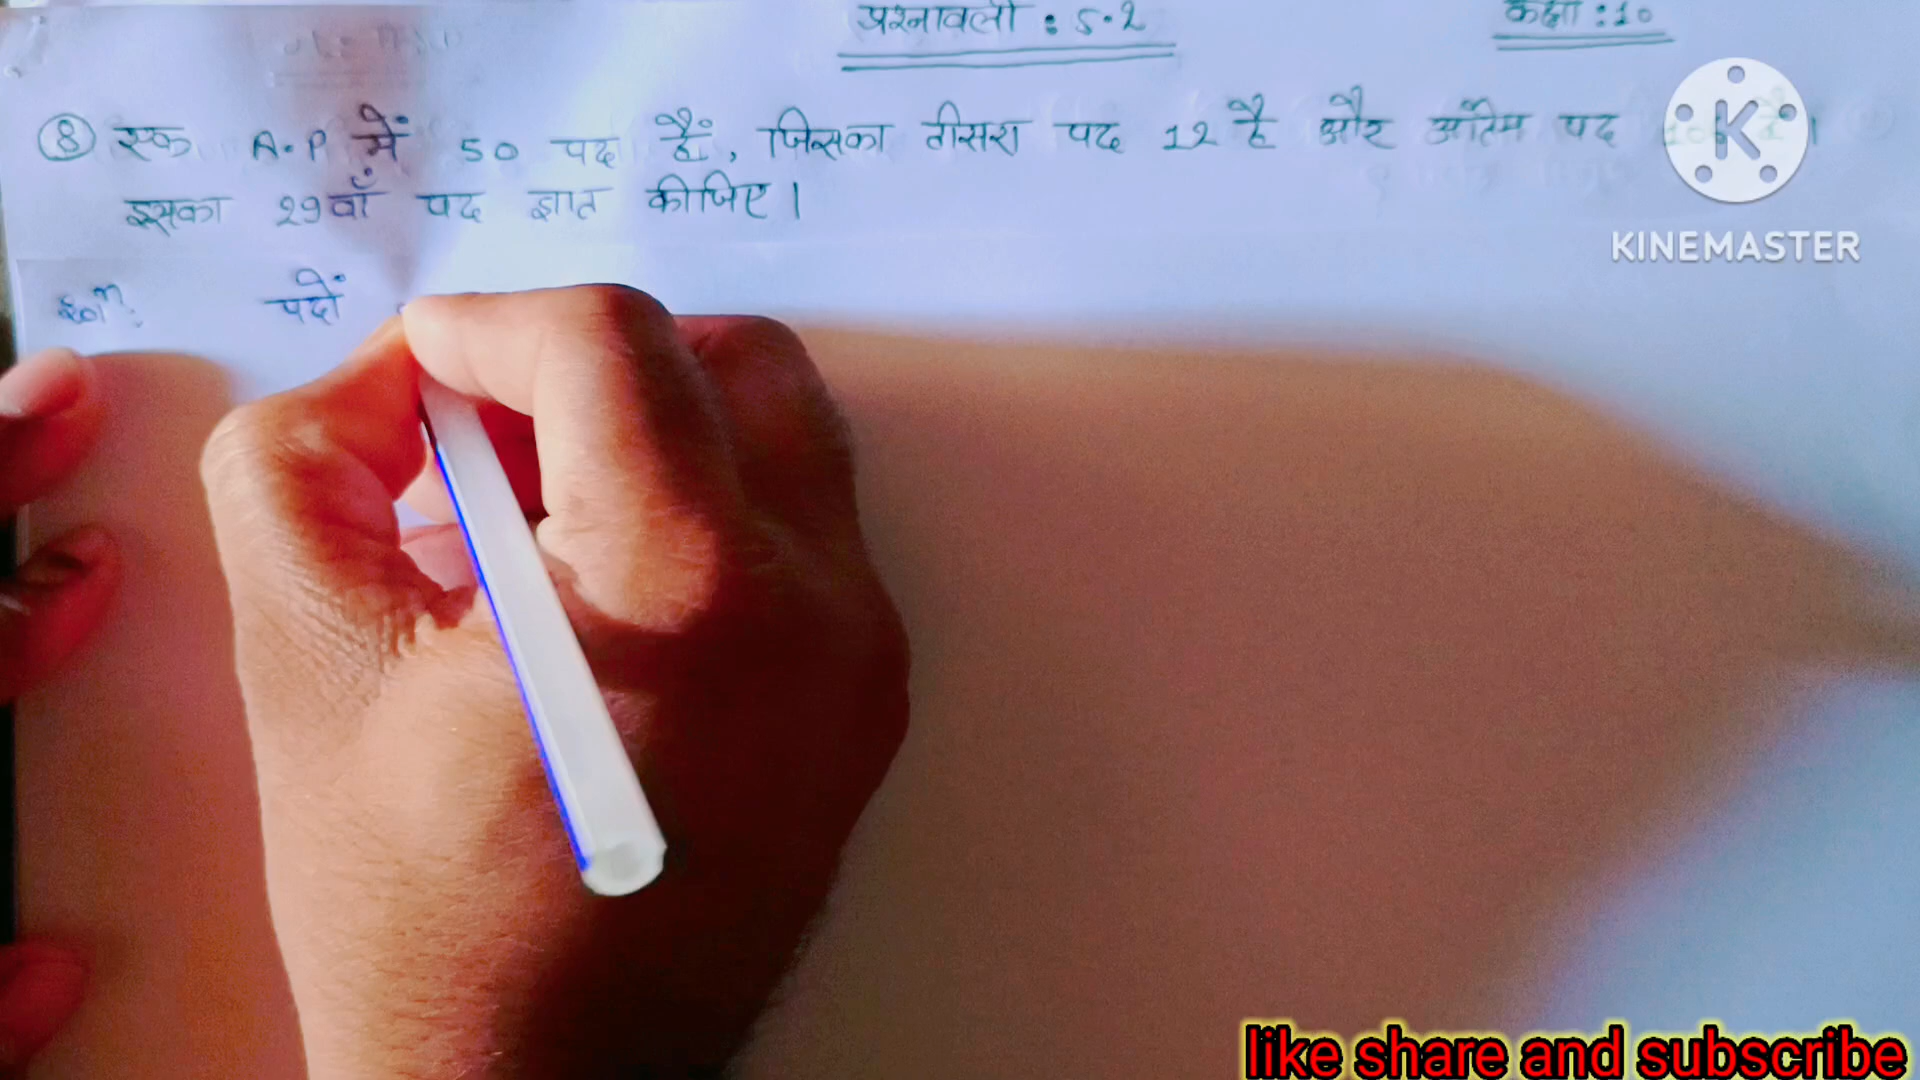 प्रश्नावली : 5.2
कक्षा : 10
⑧ एक A.P में 50 पद हैं, जिसका तीसरा पद 12 है और अंतिम पद
इसका 29वाँ पद ज्ञात कीजिए।
KINEMASTER
Solⁿ: पदों
like share and subscribe